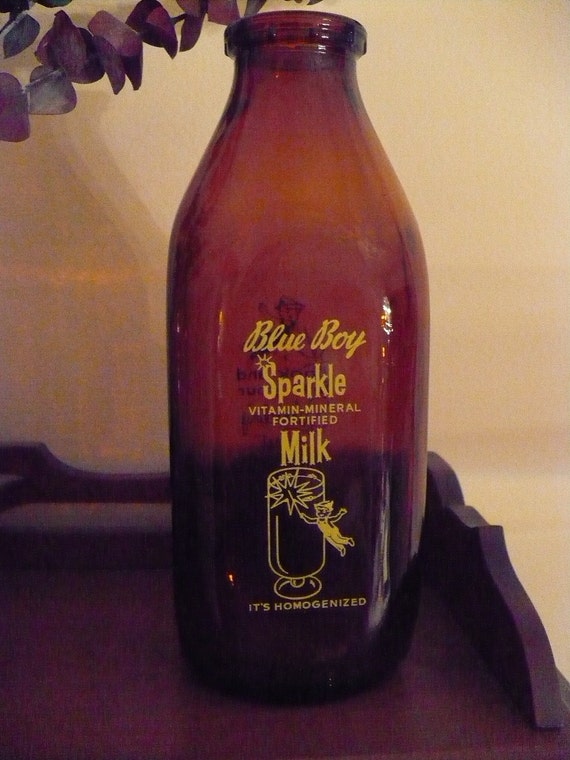 Blue Boy
Sparkle
VITAMIN-MINERAL
FORTIFIED
Milk
IT'S HOMOGENIZED